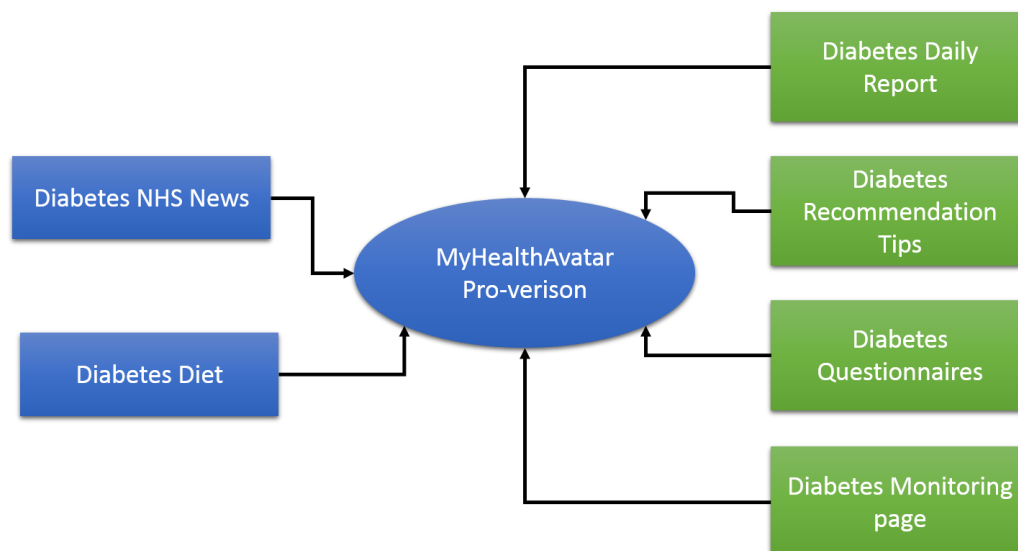 Diabetes Daily
Report
Diabetes NHS News
Diabetes
Recommendation
Tips
MyHealthAvatar
Pro-verison
Diabetes Diet
Diabetes
Questionnaires
Diabetes Monitoring
page